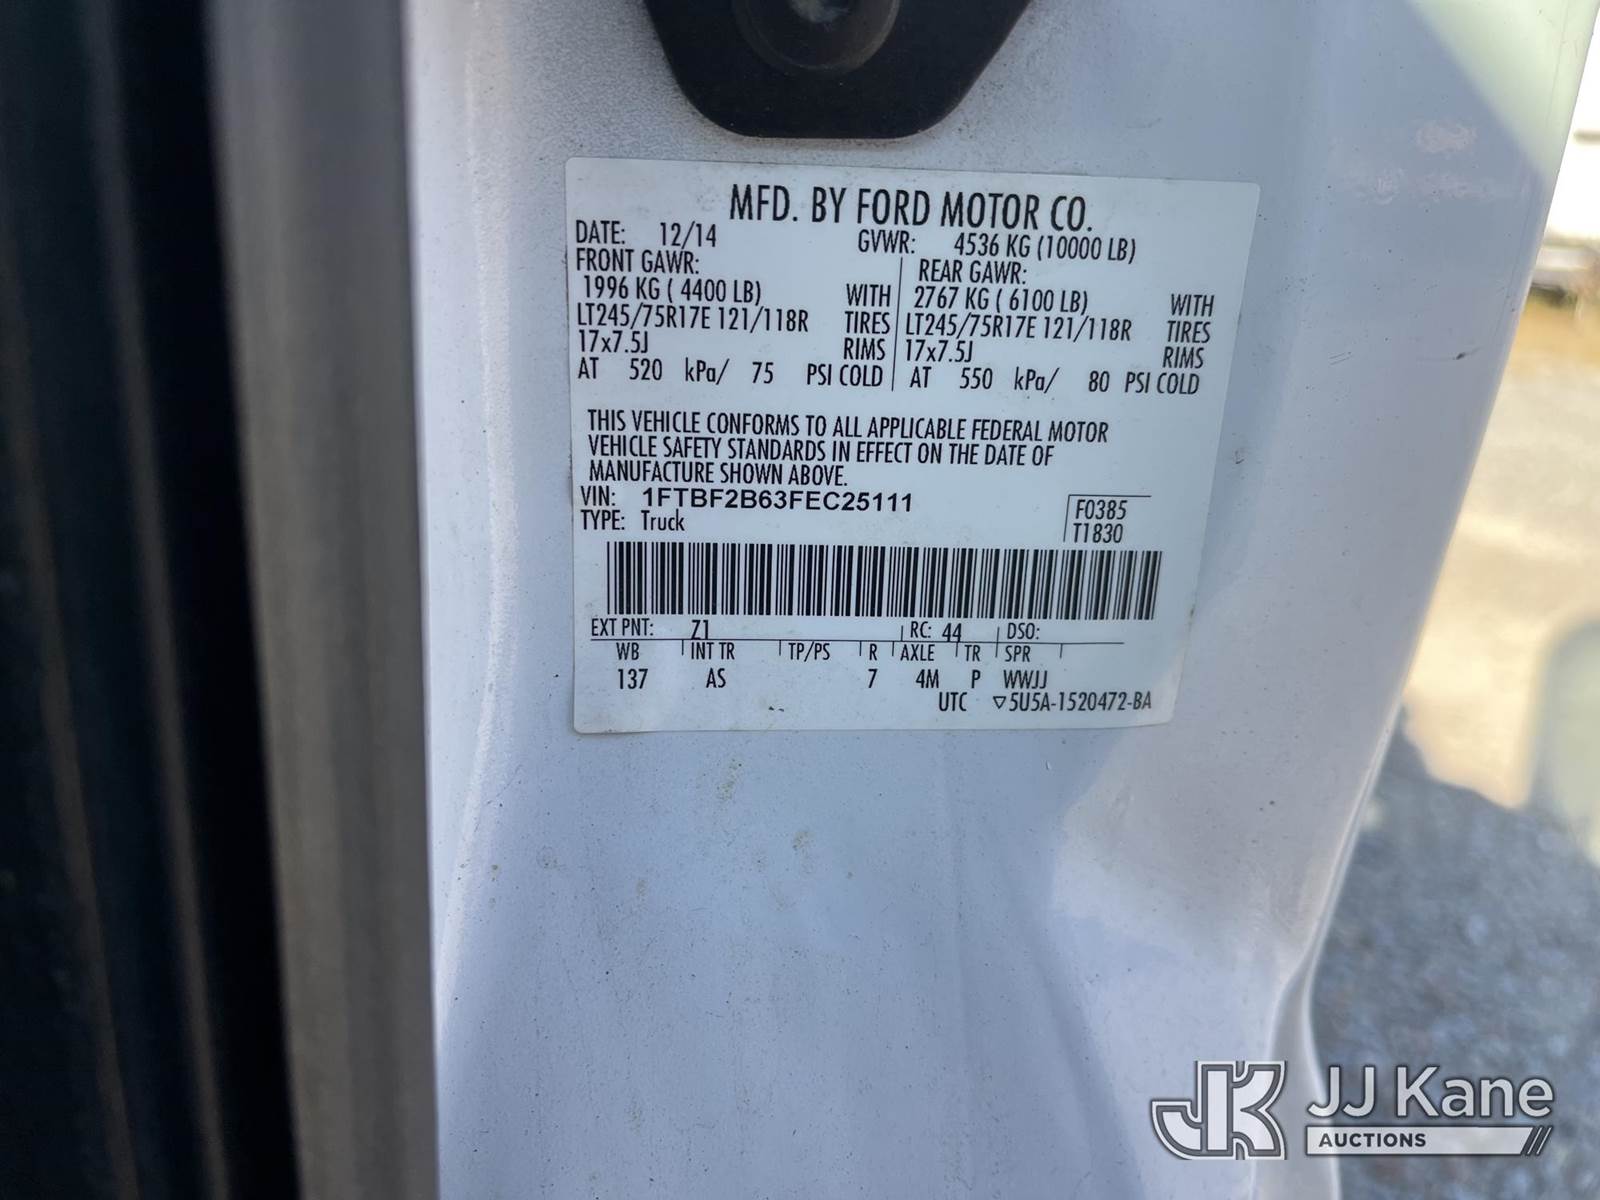 MFD. BY FORD MOTOR CO.
DATE: 12/14 GVWR: 4536 KG (10000 LB)
FRONT GAWR: REAR GAWR:
1996 KG ( 4400 LB) WITH 2767 KG ( 6100 LB) WITH
LT245/75R17E 121/118R TIRES LT245/75R17E 121/118R TIRES
17x7.5J RIMS 17x7.5J RIMS
AT 520 kPa/ 75 PSI COLD AT 550 kPa/ 80 PSI COLD
THIS VEHICLE CONFORMS TO ALL APPLICABLE FEDERAL MOTOR
VEHICLE SAFETY STANDARDS IN EFFECT ON THE DATE OF
MANUFACTURE SHOWN ABOVE.
VIN: 1FTBF2B63FEC25111 F0385
TYPE: Truck T1830
EXT PNT: Z1 RC: 44 DSO:
WB INT TR TP/PS R AXLE TR SPR
137 AS 7 4M P WWJJ
UTC ▽5U5A-1520472-BA
JK JJ Kane
AUCTIONS